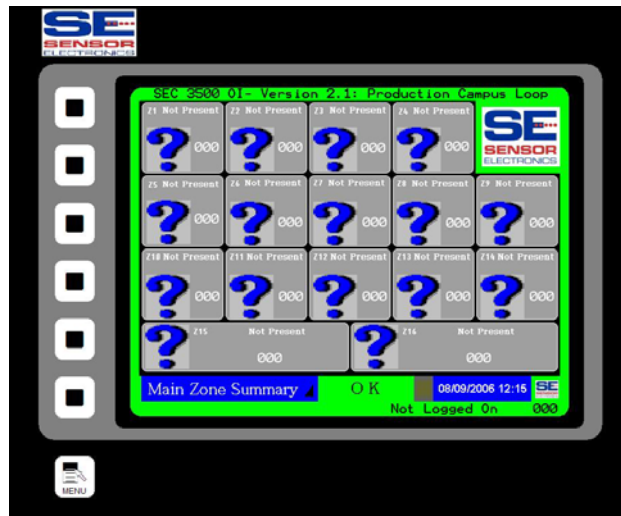 SE
SENSOR
ELECTRONICS
SEC 3500 OI- Version 2.1: Production Campus Loop
Z1 Not Present Z2 Not Present Z3 Not Present Z4 Not Present
? 000 ? 000 ? 000 ? 000
SE
SENSOR
ELECTRONICS
Z5 Not Present Z6 Not Present Z7 Not Present Z8 Not Present Z9 Not Present
? 000 ? 000 ? 000 ? 000 ? 000
Z10 Not Present Z11 Not Present Z12 Not Present Z13 Not Present Z14 Not Present
? 000 ? 000 ? 000 ? 000 ? 000
? Z15 Not Present ? Z16 Not Present
000 000
Main Zone Summary OK 08/09/2006 12:15 SE
Not Logged On 000
MENU